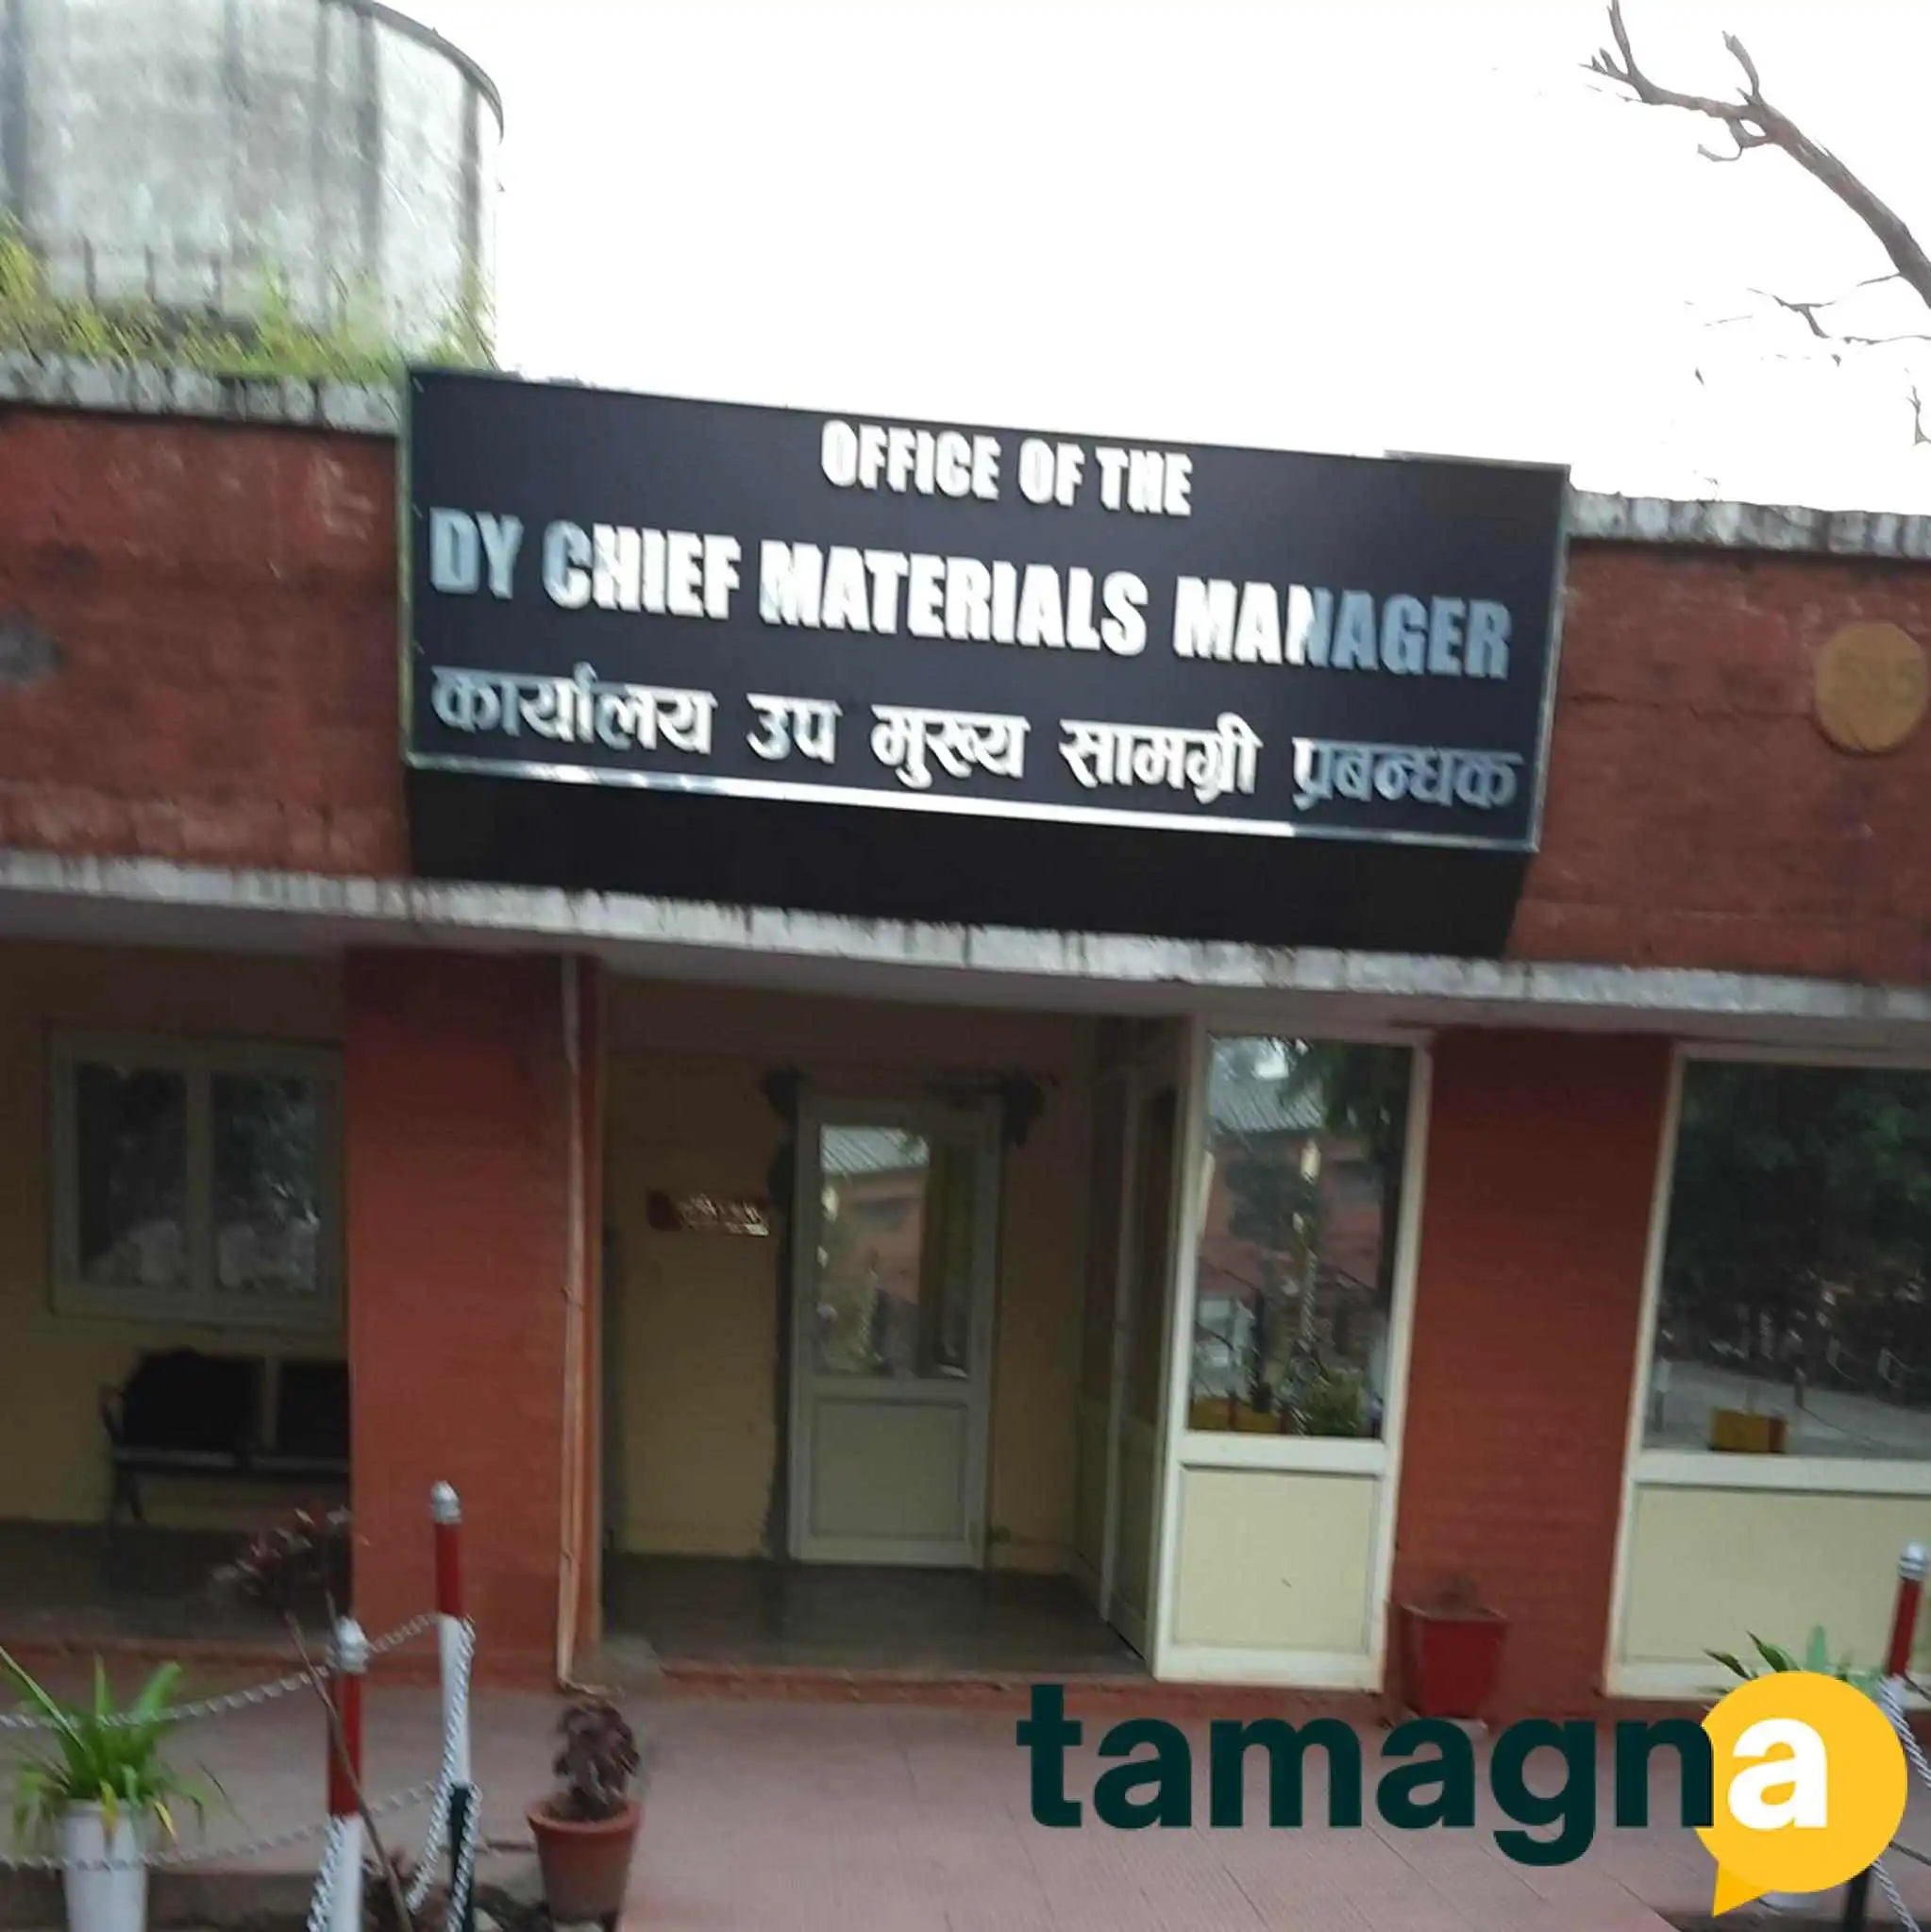 OFFICE OF THE
DY CHIEF MATERIALS MANAGER
कार्यालय उप मुख्य सामग्री प्रबन्धक
tamagna